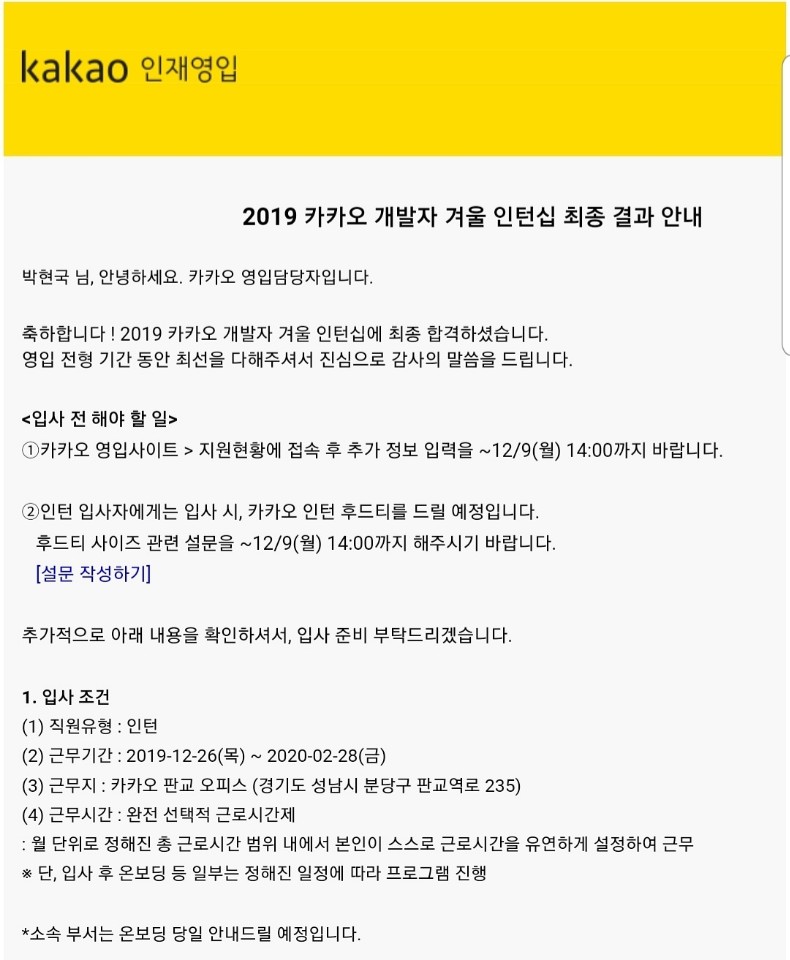 kakao 인재영입
2019 카카오 개발자 겨울 인턴십 최종 결과 안내
박현국 님, 안녕하세요. 카카오 영입담당자입니다.
축하합니다 ! 2019 카카오 개발자 겨울 인턴십에 최종 합격하셨습니다.
영입 전형 기간 동안 최선을 다해주셔서 진심으로 감사의 말씀을 드립니다.
<입사 전 해야 할 일>
①카카오 영입사이트 > 지원현황에 접속 후 추가 정보 입력을 ~12/9(월) 14:00까지 바랍니다.
②인턴 입사자에게는 입사 시, 카카오 인턴 후드티를 드릴 예정입니다.
후드티 사이즈 관련 설문을 ~12/9(월) 14:00까지 해주시기 바랍니다.
[설문 작성하기]
추가적으로 아래 내용을 확인하셔서, 입사 준비 부탁드리겠습니다.
1. 입사 조건
(1) 직원유형 : 인턴
(2) 근무기간 : 2019-12-26(목) ~ 2020-02-28(금)
(3) 근무지 : 카카오 판교 오피스 (경기도 성남시 분당구 판교역로 235)
(4) 근무시간 : 완전 선택적 근로시간제
: 월 단위로 정해진 총 근로시간 범위 내에서 본인이 스스로 근로시간을 유연하게 설정하여 근무
※ 단, 입사 후 온보딩 등 일부는 정해진 일정에 따라 프로그램 진행
*소속 부서는 온보딩 당일 안내드릴 예정입니다.